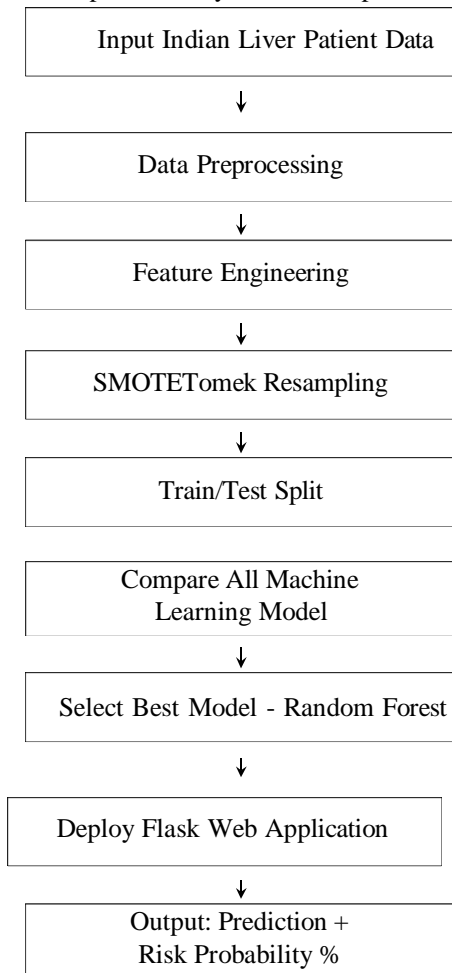 Input Indian Liver Patient Data
Data Preprocessing
Feature Engineering
SMOTETomek Resampling
Train/Test Split
Compare All Machine
Learning Model
Select Best Model - Random Forest
Deploy Flask Web Application
Output: Prediction +
Risk Probability %